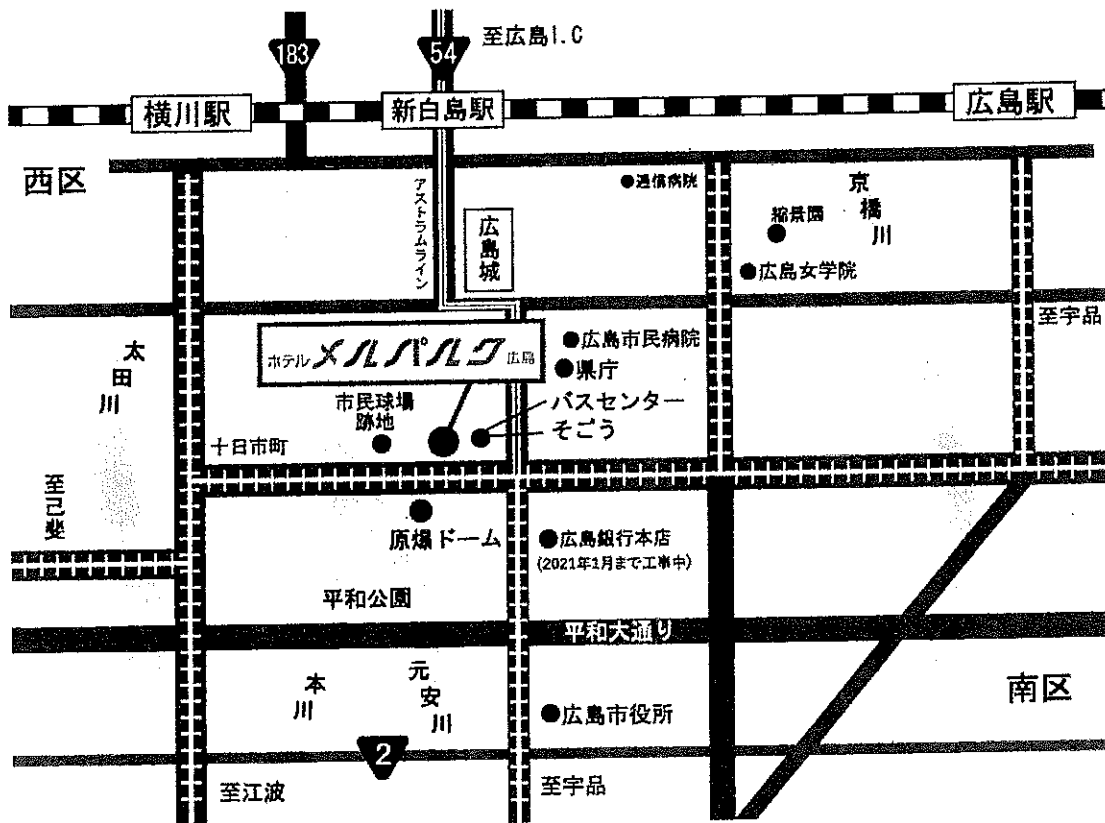 至広島I.C
183
54
横川駅
新白島駅
広島駅
西区
アストラムライン
広島城
通信病院
縮景園
京橋川
広島女学院
至宇品
ホテルメルパルク広島
広島市民病院
県庁
バスセンター
そごう
市民球場
跡地
太田川
十日市町
至己斐
原爆ドーム
広島銀行本店
(2021年1月まで工事中)
平和公園
平和大通り
本川
元安川
広島市役所
南区
2
至江波
至宇品